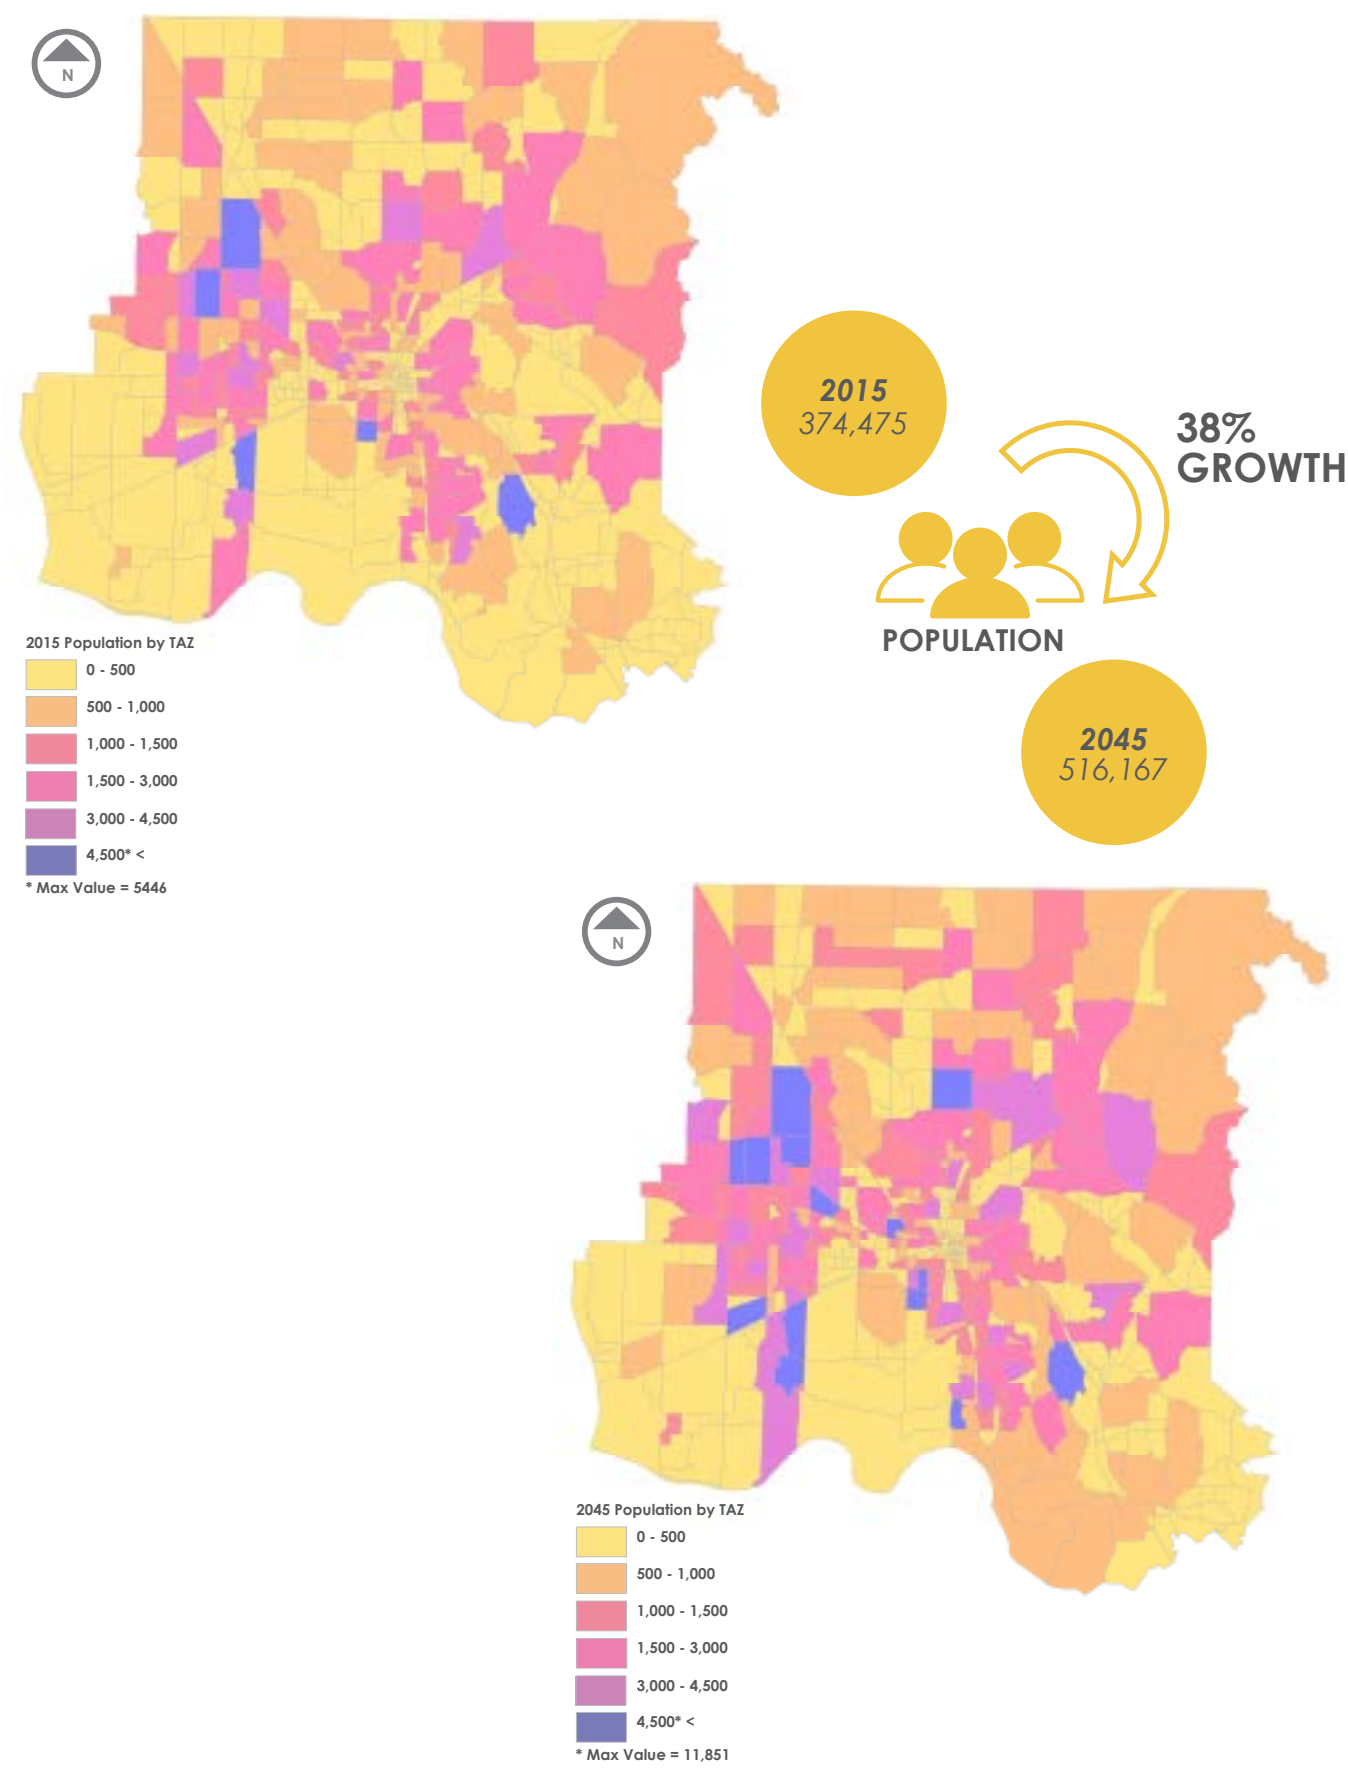 N
2015
374,475
38%
GROWTH
POPULATION
2015 Population by TAZ
0 - 500
500 - 1,000
1,000 - 1,500
1,500 - 3,000
3,000 - 4,500
4,500* <
* Max Value = 5446
2045
516,167
N
2045 Population by TAZ
0 - 500
500 - 1,000
1,000 - 1,500
1,500 - 3,000
3,000 - 4,500
4,500* <
* Max Value = 11,851